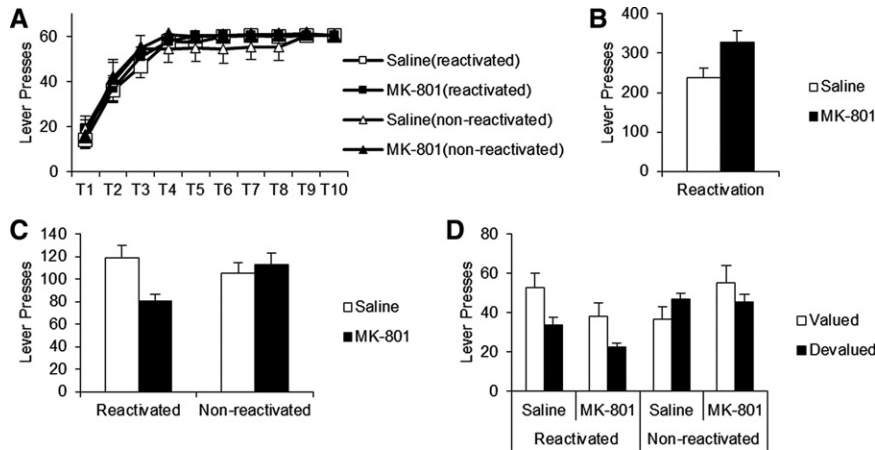 A
Lever Presses
80
60
40
20
0
T1 T2 T3 T4 T5 T6 T7 T8 T9 T10
Saline(reactivated)
MK-801(reactivated)
Saline(non-reactivated)
MK-801(non-reactivated)
B
Lever Presses
400
300
200
100
0
Reactivation
Saline
MK-801
C
Lever Presses
140
120
100
80
60
40
20
0
Reactivated Non-reactivated
Saline
MK-801
D
Lever Presses
80
60
40
20
0
Saline MK-801 Saline MK-801
Reactivated Non-reactivated
Valued
Devalued